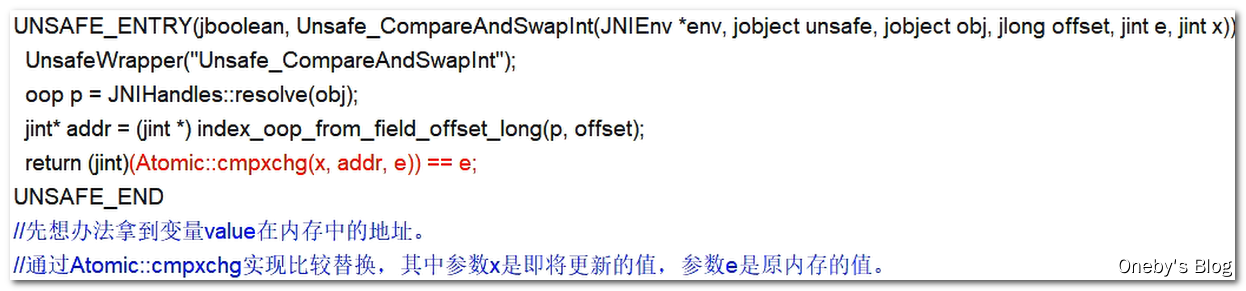 UNSAFE_ENTRY(jboolean, Unsafe_CompareAndSwapInt(JNIEnv *env, jobject unsafe, jobject obj, jlong offset, jint e, jint x))
UnsafeWrapper("Unsafe_CompareAndSwapInt");
oop p = JNIHandles::resolve(obj);
jint* addr = (jint *) index_oop_from_field_offset_long(p, offset);
return (jint)(Atomic::cmpxchg(x, addr, e)) == e;
UNSAFE_END
//先想办法拿到变量value在内存中的地址。
//通过Atomic::cmpxchg实现比较替换，其中参数x是即将更新的值，参数e是原内存的值。
Oneby's Blog